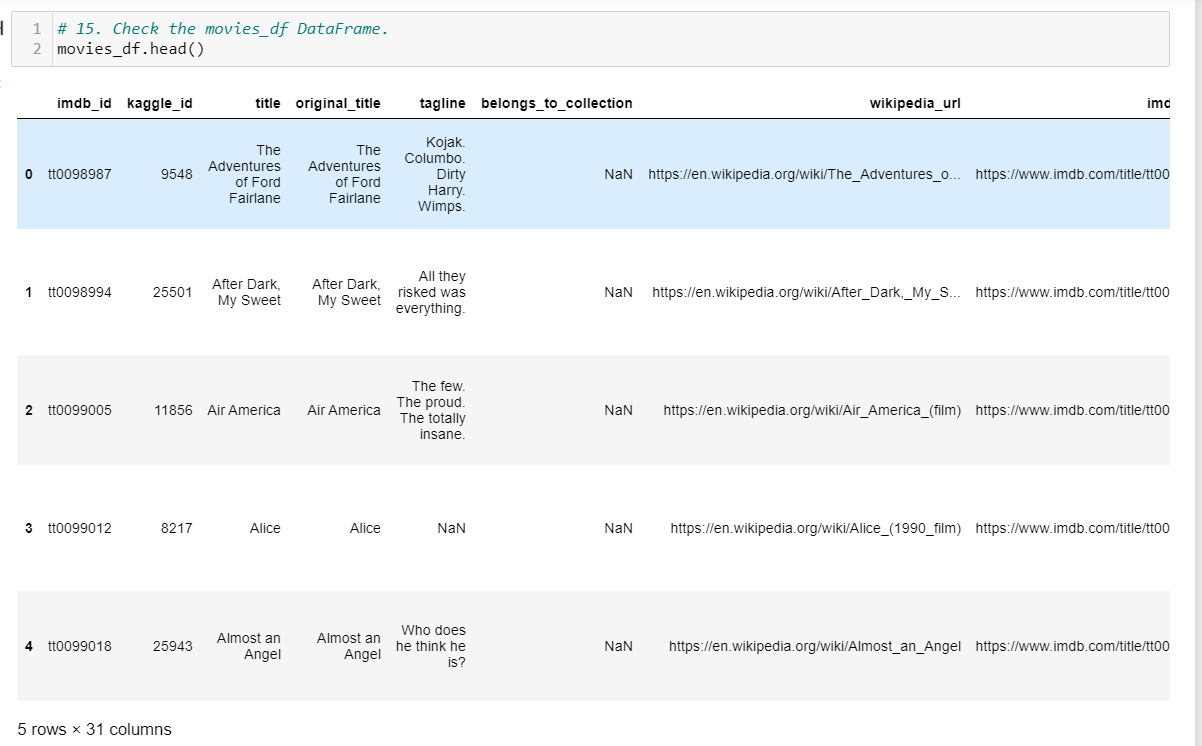 1 # 15. Check the movies_df DataFrame.
2 movies_df.head()
imdb_id kaggle_id title original_title tagline belongs_to_collection wikipedia_url imd
0 tt0098987 9548 The Adventures of Ford Fairlane The Adventures of Ford Fairlane Kojak. Columbo. Dirty Harry. Wimps. NaN https://en.wikipedia.org/wiki/The_Adventures_o... https://www.imdb.com/title/tt00
1 tt0098994 25501 After Dark, My Sweet After Dark, My Sweet All they risked was everything. NaN https://en.wikipedia.org/wiki/After_Dark,_My_S... https://www.imdb.com/title/tt00
2 tt0099005 11856 Air America Air America The few. The proud. The totally insane. NaN https://en.wikipedia.org/wiki/Air_America_(film) https://www.imdb.com/title/tt00
3 tt0099012 8217 Alice Alice NaN NaN https://en.wikipedia.org/wiki/Alice_(1990_film) https://www.imdb.com/title/tt00
4 tt0099018 25943 Almost an Angel Almost an Angel Who does he think he is? NaN https://en.wikipedia.org/wiki/Almost_an_Angel https://www.imdb.com/title/tt00
5 rows × 31 columns